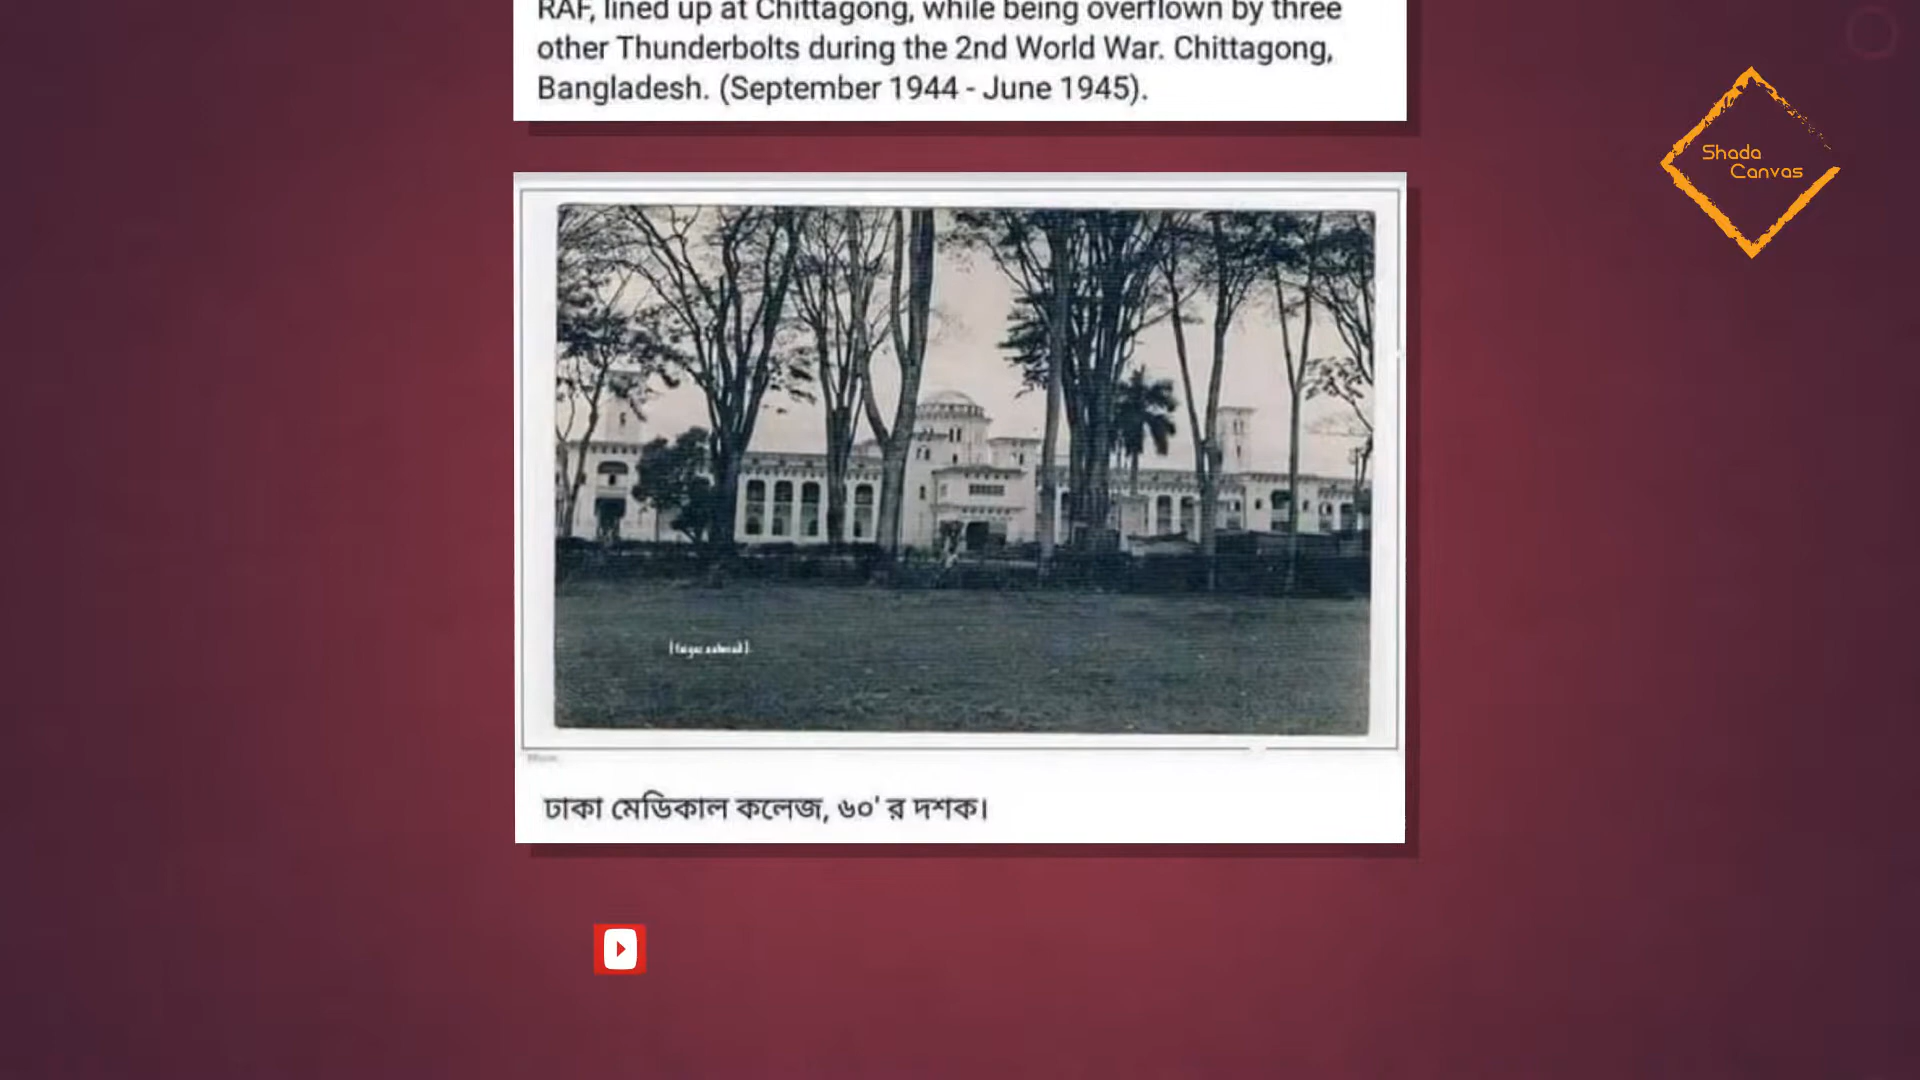 RAF, lined up at Chittagong, while being overflown by three
other Thunderbolts during the 2nd World War. Chittagong,
Bangladesh. (September 1944 - June 1945).
Shada
Canvas
ঢাকা মেডিকাল কলেজ, ৬০' র দশক।